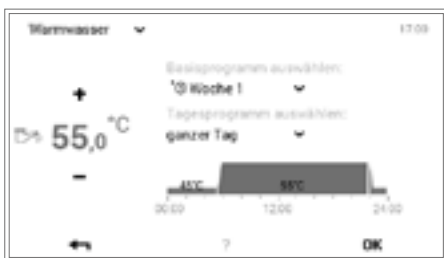 Warmwasser 17:03
Basisprogramm auswählen:
Woche 1
+
Tagesprogramm auswählen:
55,0 °C
ganzer Tag
−
45°C 55°C
00:00 12:00 24:00
? OK